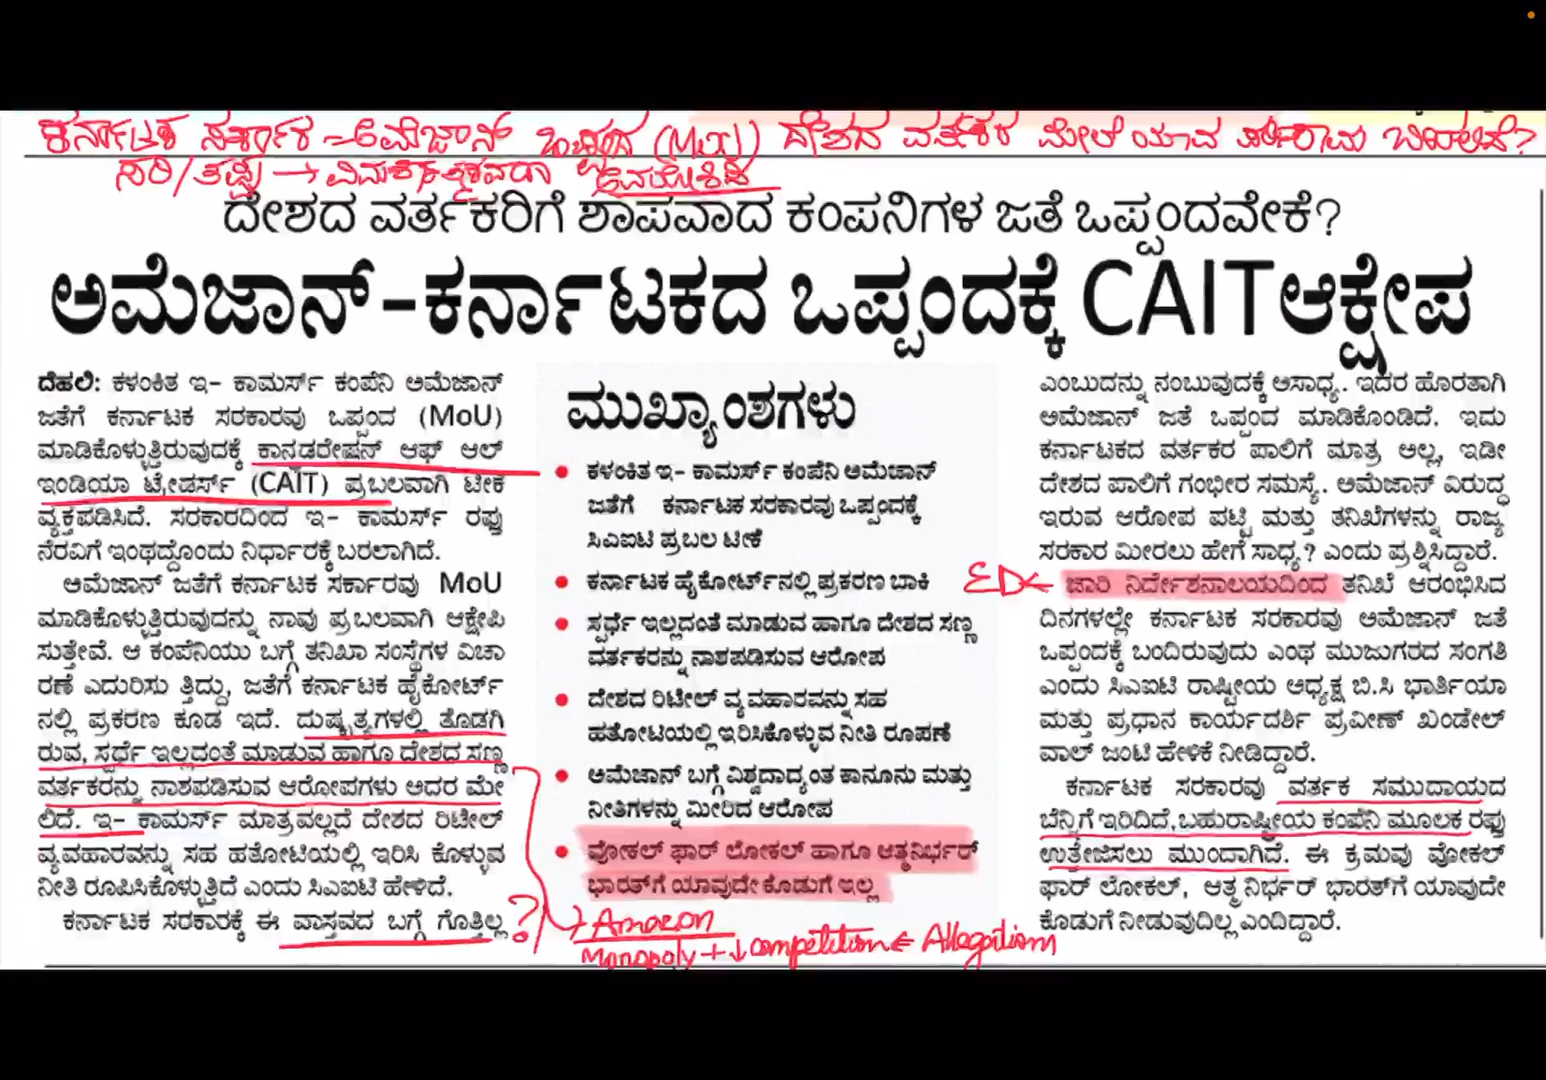 ಕರ್ನಾಟಕ ಸರ್ಕಾರ - ಅಮೆಜಾನ್ ಒಪ್ಪಂದ (MoU) ದೇಶದ ವರ್ತಕರ ಮೇಲೆ ಯಾವ ಪರಿಣಾಮ ಬೀರಲಿದೆ?
ಸರಿ/ತಪ್ಪು → ವಿಮರ್ಶಾತ್ಮಕವಾಗಿ
ದೇಶದ ವರ್ತಕರಿಗೆ ಶಾಪವಾದ ಕಂಪನಿಗಳ ಜತೆ ಒಪ್ಪಂದವೇಕೆ?
ಅಮೆಜಾನ್-ಕರ್ನಾಟಕದ ಒಪ್ಪಂದಕ್ಕೆ CAIT ಆಕ್ಷೇಪ
ದೆಹಲಿ: ಕಳಂಕಿತ ಇ- ಕಾಮರ್ಸ್ ಕಂಪೆನಿ ಅಮೆಜಾನ್
ಜತೆಗೆ ಕರ್ನಾಟಕ ಸರಕಾರವು ಒಪ್ಪಂದ (MoU)
ಮಾಡಿಕೊಳ್ಳುತ್ತಿರುವುದಕ್ಕೆ ಕಾನ್ಫಡರೇಷನ್ ಆಫ್ ಆಲ್
ಇಂಡಿಯಾ ಟ್ರೇಡರ್ಸ್ (CAIT) ಪ್ರಬಲವಾಗಿ ಟೀಕೆ
ವ್ಯಕ್ತಪಡಿಸಿದೆ. ಸರಕಾರದಿಂದ ಇ- ಕಾಮರ್ಸ್ ರಫ್ತು
ನೆರವಿಗೆ ಇಂಥದ್ದೊಂದು ನಿರ್ಧಾರಕ್ಕೆ ಬರಲಾಗಿದೆ.
ಅಮೆಜಾನ್ ಜತೆಗೆ ಕರ್ನಾಟಕ ಸರ್ಕಾರವು MoU
ಮಾಡಿಕೊಳ್ಳುತ್ತಿರುವುದನ್ನು ನಾವು ಪ್ರಬಲವಾಗಿ ಆಕ್ಷೇಪಿ
ಸುತ್ತೇವೆ. ಆ ಕಂಪೆನಿಯು ಬಗ್ಗೆ ತನಿಖಾ ಸಂಸ್ಥೆಗಳ ವಿಚಾ
ರಣೆ ಎದುರಿಸು ತ್ತಿದ್ದು, ಜತೆಗೆ ಕರ್ನಾಟಕ ಹೈಕೋರ್ಟ್
ನಲ್ಲಿ ಪ್ರಕರಣ ಕೂಡ ಇದೆ. ದುಷ್ಕೃತ್ಯಗಳಲ್ಲಿ ತೊಡಗಿ
ರುವ, ಸ್ಪರ್ಧೆ ಇಲ್ಲದಂತೆ ಮಾಡುವ ಹಾಗೂ ದೇಶದ ಸಣ್ಣ
ವರ್ತಕರನ್ನು ನಾಶಪಡಿಸುವ ಆರೋಪಗಳು ಅದರ ಮೇ
ಲಿದೆ. ಇ- ಕಾಮರ್ಸ್ ಮಾತ್ರವಲ್ಲದೆ ದೇಶದ ರಿಟೇಲ್
ವ್ಯವಹಾರವನ್ನು ಸಹ ಹತೋಟಿಯಲ್ಲಿ ಇರಿಸಿ ಕೊಳ್ಳುವ
ನೀತಿ ರೂಪಿಸಿಕೊಳ್ಳುತ್ತಿದೆ ಎಂದು ಸಿಎಐಟಿ ಹೇಳಿದೆ.
ಕರ್ನಾಟಕ ಸರಕಾರಕ್ಕೆ ಈ ವಾಸ್ತವದ ಬಗ್ಗೆ ಗೊತ್ತಿಲ್ಲ ?
ಮುಖ್ಯಾಂಶಗಳು
• ಕಳಂಕಿತ ಇ- ಕಾಮರ್ಸ್ ಕಂಪೆನಿ ಅಮೆಜಾನ್
ಜತೆಗೆ ಕರ್ನಾಟಕ ಸರಕಾರವು ಒಪ್ಪಂದಕ್ಕೆ
ಸಿಎಐಟಿ ಪ್ರಬಲ ಟೀಕೆ
• ಕರ್ನಾಟಕ ಹೈಕೋರ್ಟ್‌ನಲ್ಲಿ ಪ್ರಕರಣ ಬಾಕಿ
• ಸ್ಪರ್ಧೆ ಇಲ್ಲದಂತೆ ಮಾಡುವ ಹಾಗೂ ದೇಶದ ಸಣ್ಣ
ವರ್ತಕರನ್ನು ನಾಶಪಡಿಸುವ ಆರೋಪ
• ದೇಶದ ರಿಟೇಲ್ ವ್ಯವಹಾರವನ್ನು ಸಹ
ಹತೋಟಿಯಲ್ಲಿ ಇರಿಸಿಕೊಳ್ಳುವ ನೀತಿ ರೂಪಣೆ
• ಅಮೆಜಾನ್ ಬಗ್ಗೆ ವಿಶ್ವದಾದ್ಯಂತ ಕಾನೂನು ಮತ್ತು
ನೀತಿಗಳನ್ನು ಮೀರಿದ ಆರೋಪ
• ವೋಕಲ್ ಫಾರ್ ಲೋಕಲ್ ಹಾಗೂ ಆತ್ಮನಿರ್ಭರ್
ಭಾರತ್‌ಗೆ ಯಾವುದೇ ಕೊಡುಗೆ ಇಲ್ಲ
→ Amazon
Monopoly + ↓ competition ← Allegations
ಎಂಬುದನ್ನು ನಂಬುವುದಕ್ಕೆ ಅಸಾಧ್ಯ. ಇದರ ಹೊರತಾಗಿ
ಅಮೆಜಾನ್ ಜತೆ ಒಪ್ಪಂದ ಮಾಡಿಕೊಂಡಿದೆ. ಇದು
ಕರ್ನಾಟಕದ ವರ್ತಕರ ಪಾಲಿಗೆ ಮಾತ್ರ ಅಲ್ಲ, ಇಡೀ
ದೇಶದ ಪಾಲಿಗೆ ಗಂಭೀರ ಸಮಸ್ಯೆ. ಅಮೆಜಾನ್ ವಿರುದ್ಧ
ಇರುವ ಆರೋಪ ಪಟ್ಟಿ ಮತ್ತು ತನಿಖೆಗಳನ್ನು ರಾಜ್ಯ
ಸರಕಾರ ಮೀರಲು ಹೇಗೆ ಸಾಧ್ಯ? ಎಂದು ಪ್ರಶ್ನಿಸಿದ್ದಾರೆ.
ED ← ಜಾರಿ ನಿರ್ದೇಶನಾಲಯದಿಂದ ತನಿಖೆ ಆರಂಭಿಸಿದ
ದಿನಗಳಲ್ಲೇ ಕರ್ನಾಟಕ ಸರಕಾರವು ಅಮೆಜಾನ್ ಜತೆ
ಒಪ್ಪಂದಕ್ಕೆ ಬಂದಿರುವುದು ಎಂಥ ಮುಜುಗರದ ಸಂಗತಿ
ಎಂದು ಸಿಎಐಟಿ ರಾಷ್ಟ್ರೀಯ ಅಧ್ಯಕ್ಷ ಬಿ.ಸಿ ಭಾರ್ತಿಯಾ
ಮತ್ತು ಪ್ರಧಾನ ಕಾರ್ಯದರ್ಶಿ ಪ್ರವೀಣ್ ಖಂಡೇಲ್
ವಾಲ್ ಜಂಟಿ ಹೇಳಿಕೆ ನೀಡಿದ್ದಾರೆ.
ಕರ್ನಾಟಕ ಸರಕಾರವು ವರ್ತಕ ಸಮುದಾಯದ
ಬೆನ್ನಿಗೆ ಇರಿದಿದೆ, ಬಹುರಾಷ್ಟ್ರೀಯ ಕಂಪೆನಿ ಮೂಲಕ ರಫ್ತು
ಉತ್ತೇಜಿಸಲು ಮುಂದಾಗಿದೆ. ಈ ಕ್ರಮವು ವೋಕಲ್
ಫಾರ್ ಲೋಕಲ್, ಆತ್ಮನಿರ್ಭರ್ ಭಾರತ್‌ಗೆ ಯಾವುದೇ
ಕೊಡುಗೆ ನೀಡುವುದಿಲ್ಲ ಎಂದಿದ್ದಾರೆ.